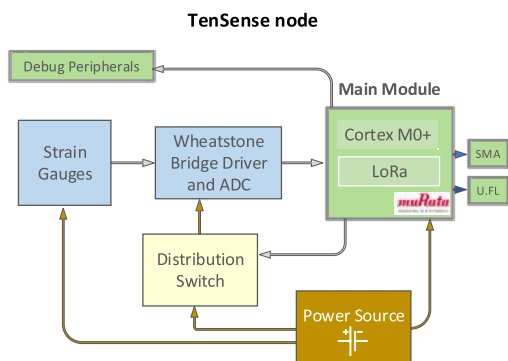 TenSense node
Debug Peripherals
Main Module
Strain
Gauges
Wheatstone
Bridge Driver
and ADC
Cortex M0+
LoRa
muRata
SMA
U.FL
Distribution
Switch
Power Source